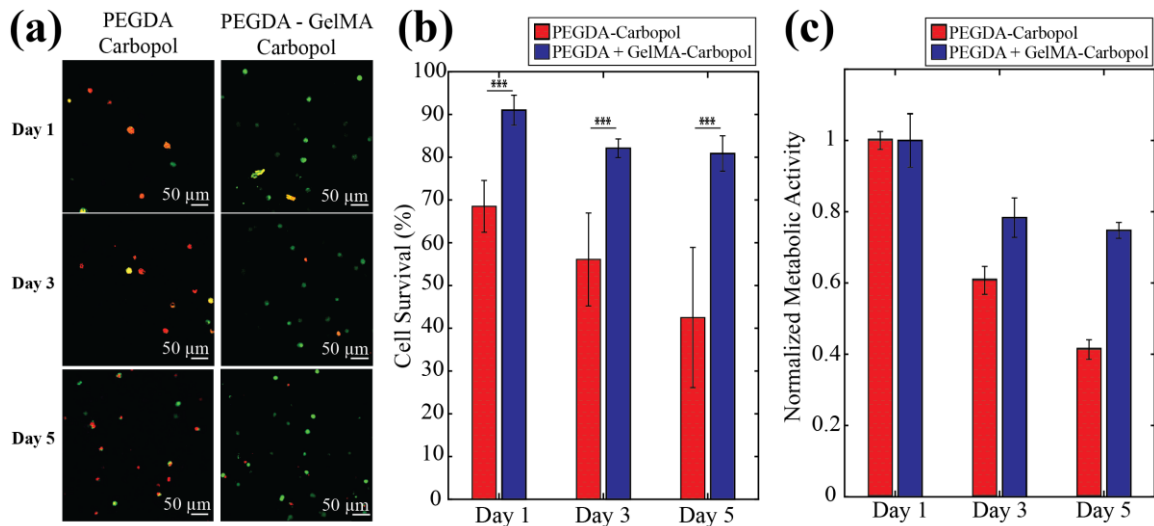 (a)
PEGDA
Carbopol
PEGDA - GelMA
Carbopol
Day 1
50 µm
50 µm
Day 3
50 µm
50 µm
Day 5
50 µm
50 µm
(b)
PEGDA-Carbopol
PEGDA + GelMA-Carbopol
Cell Survival (%)
100
90
80
70
60
50
40
30
20
10
0
***
***
***
Day 1
Day 3
Day 5
(c)
PEGDA-Carbopol
PEGDA + GelMA-Carbopol
Normalized Metabolic Activity
1
0.8
0.6
0.4
0.2
0
Day 1
Day 3
Day 5